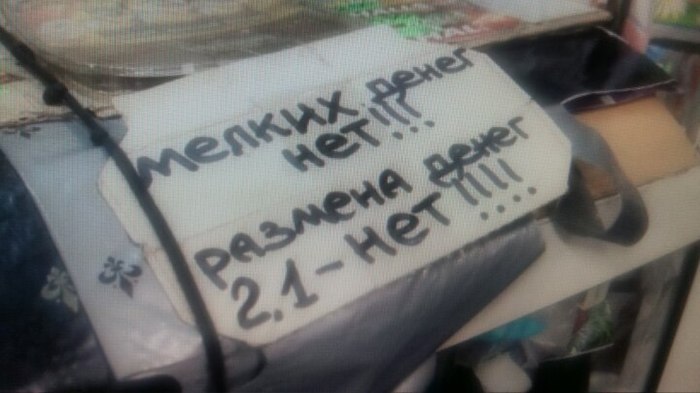 мелких денег
нет!!!
размена денег
2,1-нет!!!!